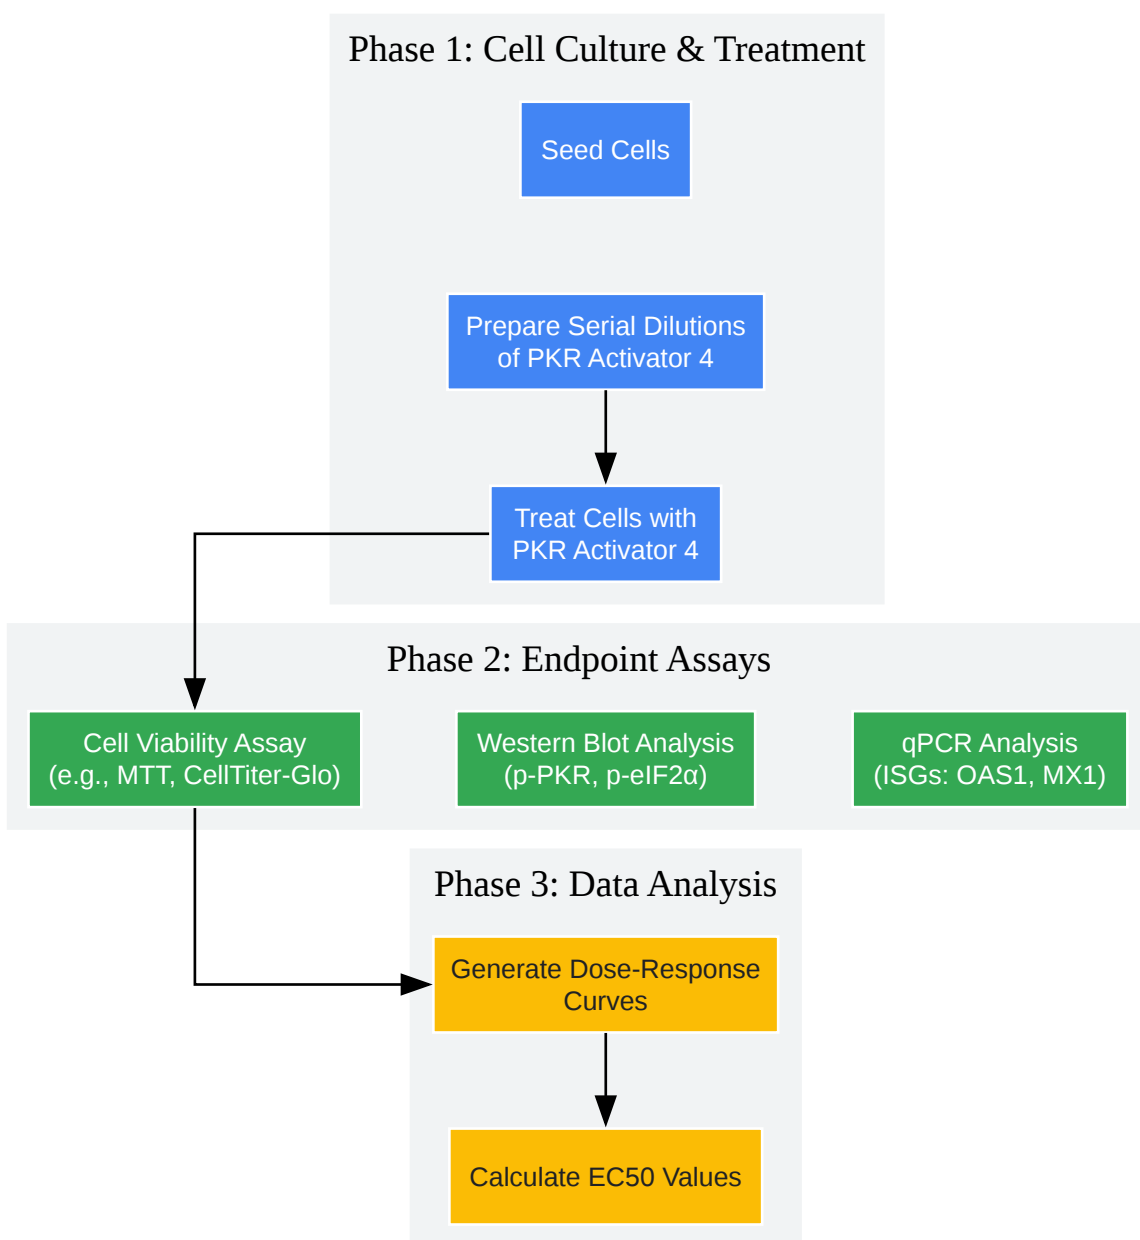 Phase 1: Cell Culture & Treatment
Seed Cells
Prepare Serial Dilutions
of PKR Activator 4
Treat Cells with
PKR Activator 4
Phase 2: Endpoint Assays
Cell Viability Assay
(e.g., MTT, CellTiter-Glo)
Western Blot Analysis
(p-PKR, p-eIF2α)
qPCR Analysis
(ISGs: OAS1, MX1)
Phase 3: Data Analysis
Generate Dose-Response
Curves
Calculate EC50 Values